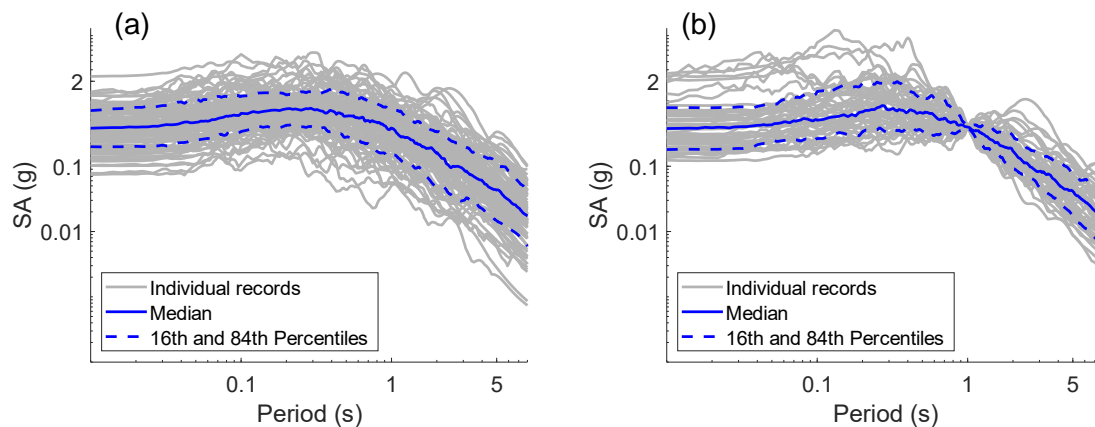 (a)
SA (g)
2
0.1
0.01
Individual records
Median
16th and 84th Percentiles
0.1
1
5
Period (s)
(b)
SA (g)
2
0.1
0.01
Individual records
Median
16th and 84th Percentiles
0.1
1
5
Period (s)